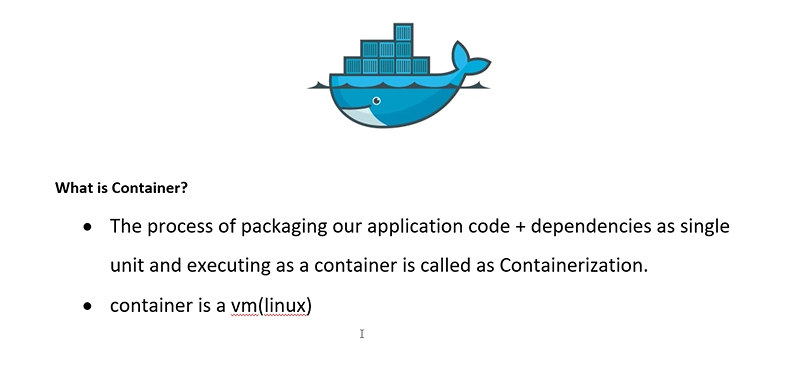 What is Container?
• The process of packaging our application code + dependencies as single
unit and executing as a container is called as Containerization.
• container is a vm(linux)